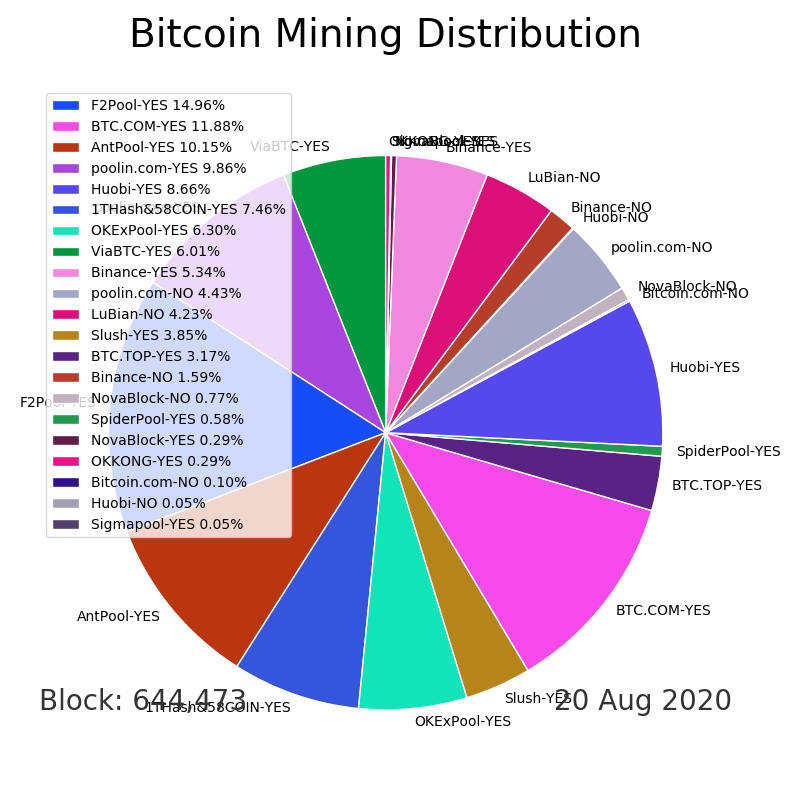 Bitcoin Mining Distribution
F2Pool-YES 14.96%
BTC.COM-YES 11.88%
AntPool-YES 10.15%
poolin.com-YES 9.86%
Huobi-YES 8.66%
1THash&58COIN-YES 7.46%
OKExPool-YES 6.30%
ViaBTC-YES 6.01%
Binance-YES 5.34%
poolin.com-NO 4.43%
LuBian-NO 4.23%
Slush-YES 3.85%
BTC.TOP-YES 3.17%
Binance-NO 1.59%
NovaBlock-NO 0.77%
SpiderPool-YES 0.58%
NovaBlock-YES 0.29%
OKKONG-YES 0.29%
Bitcoin.com-NO 0.10%
Huobi-NO 0.05%
Sigmapool-YES 0.05%
ViaBTC-YES
Binance-YES
LuBian-NO
Binance-NO
Huobi-NO
poolin.com-NO
NovaBlock-NO
Bitcoin.com-NO
Huobi-YES
F2Pool-YES
SpiderPool-YES
BTC.TOP-YES
BTC.COM-YES
AntPool-YES
Slush-YES
1THash&58COIN-YES
OKExPool-YES
Block: 644,473
20 Aug 2020